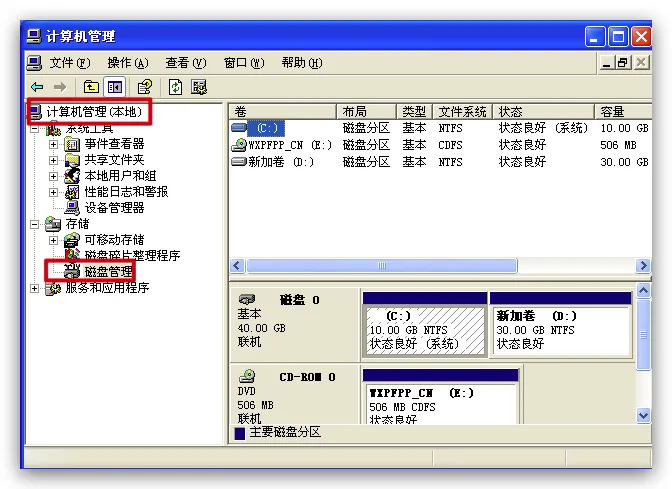 计算机管理
文件(F) 操作(A) 查看(V) 窗口(W) 帮助(H)
计算机管理(本地)
系统工具
事件查看器
共享文件夹
本地用户和组
性能日志和警报
设备管理器
存储
可移动存储
磁盘碎片整理程序
磁盘管理
服务和应用程序
卷 布局 类型 文件系统 状态 容量
(C:) 磁盘分区 基本 NTFS 状态良好 (系统) 10.00 GB
WXPFPP_CN (E:) 磁盘分区 基本 CDFS 状态良好 506 MB
新加卷 (D:) 磁盘分区 基本 NTFS 状态良好 30.00 GB
磁盘 0
基本
40.00 GB
联机
(C:)
10.00 GB NTFS
状态良好 (系统)
新加卷 (D:)
30.00 GB NTFS
状态良好
CD-ROM 0
DVD
506 MB
联机
WXPFPP_CN (E:)
506 MB CDFS
状态良好
主要磁盘分区